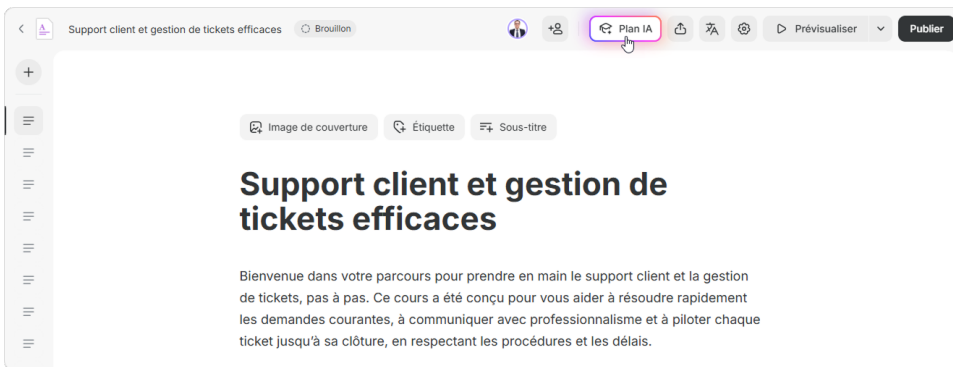 Support client et gestion de tickets efficaces
Brouillon
Plan IA
Prévisualiser
Publier
Image de couverture
Étiquette
Sous-titre
Support client et gestion de
tickets efficaces
Bienvenue dans votre parcours pour prendre en main le support client et la gestion
de tickets, pas à pas. Ce cours a été conçu pour vous aider à résoudre rapidement
les demandes courantes, à communiquer avec professionnalisme et à piloter chaque
ticket jusqu’à sa clôture, en respectant les procédures et les délais.